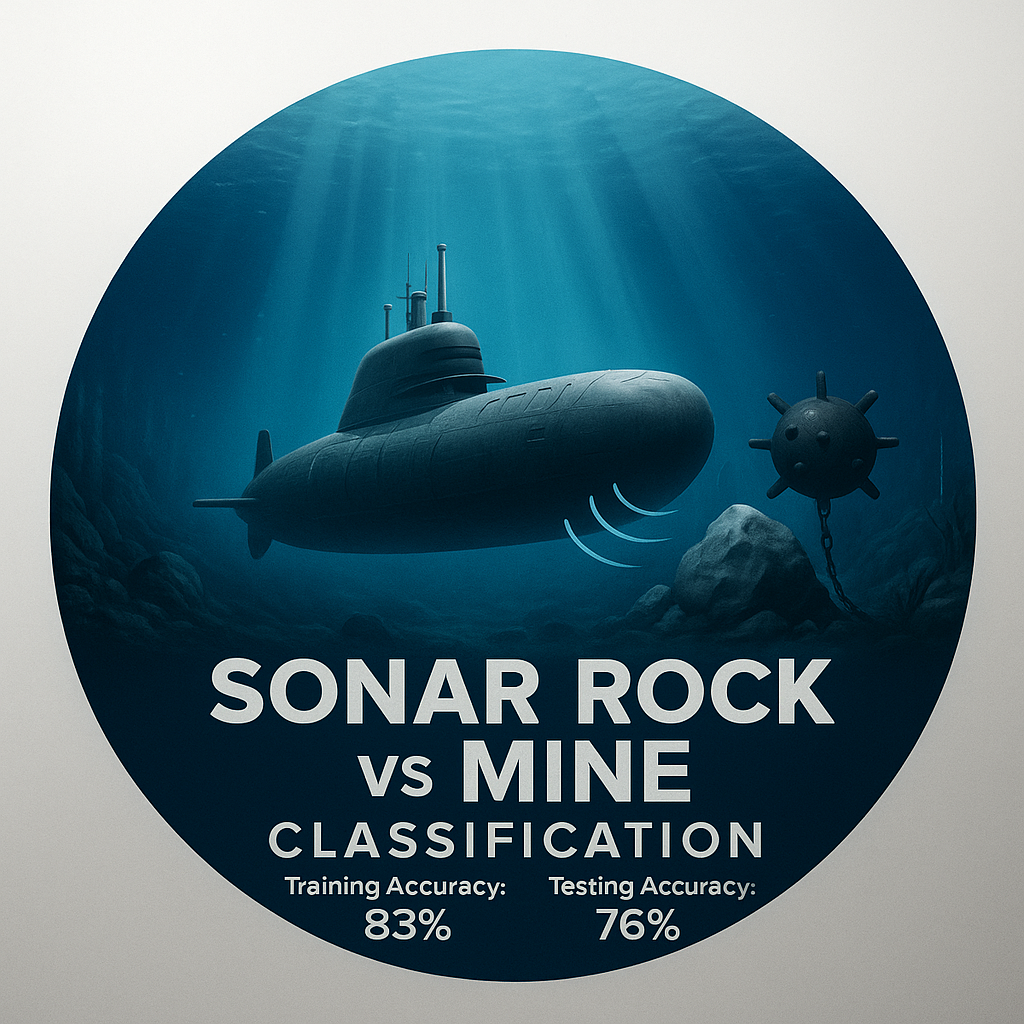 SONAR ROCK
VS MINE
CLASSIFICATION
Training Accuracy: Testing Accuracy:
83% 76%